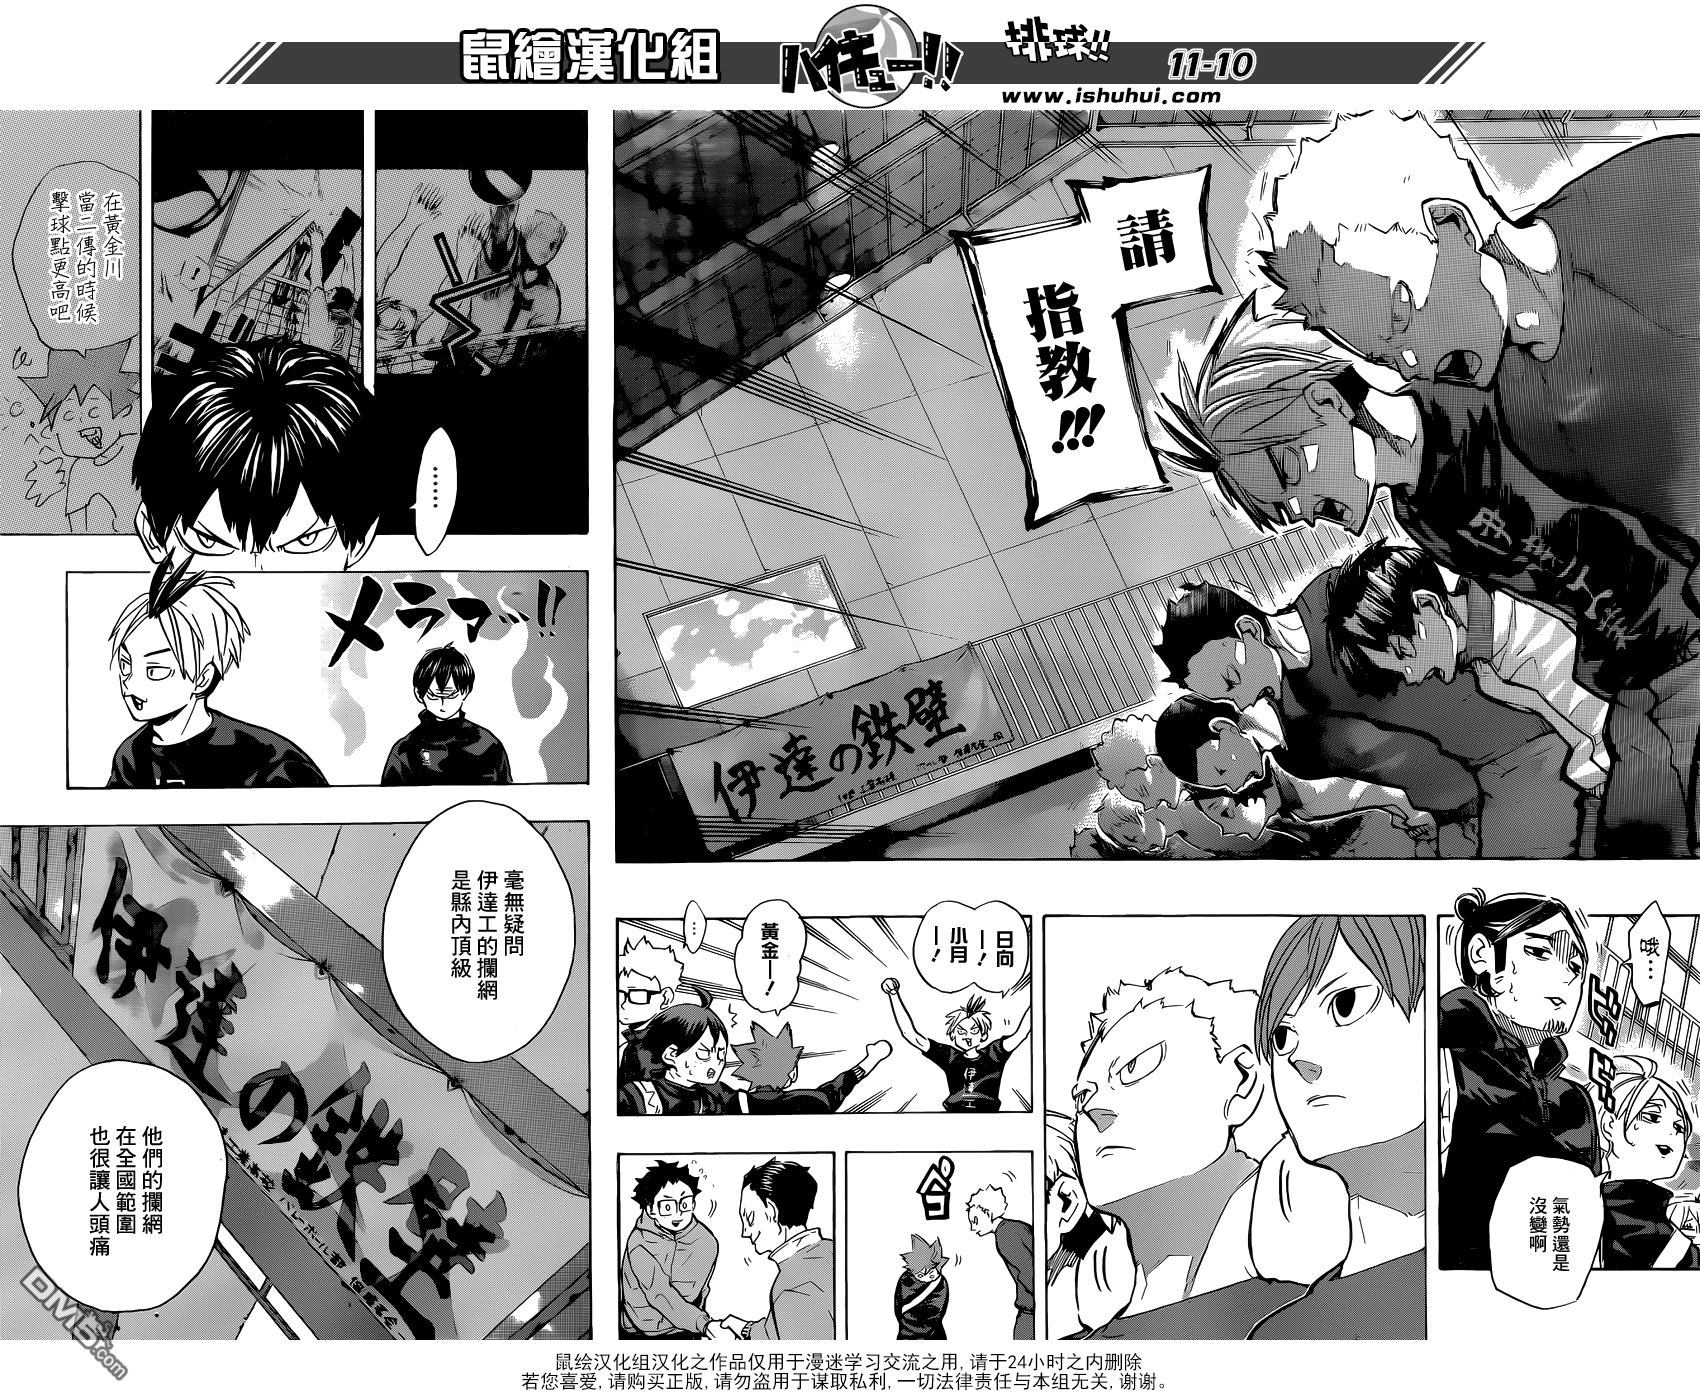 鼠繪漢化組
ハイキュー!!
排球!!
11-10
www.ishuhui.com
請
指教!!!
伊達の鉄壁
哦…
氣勢還是
沒變啊
日向
ー!
小月
ー!
黃金ー!
…
伊達工
ペコ
在黃金川
當二傳的時候
擊球點更高吧
……
メラァ…!!
毫無疑問
伊達工的攔網
是縣內頂級
伊達の鉄壁
他們的攔網
在全國範圍
也很讓人頭痛
鼠绘汉化组汉化之作品仅用于漫迷学习交流之用, 请于24小时之内删除
若您喜爱, 请购买正版, 请勿盗用于谋取私利, 一切法律责任与本组无关, 谢谢。